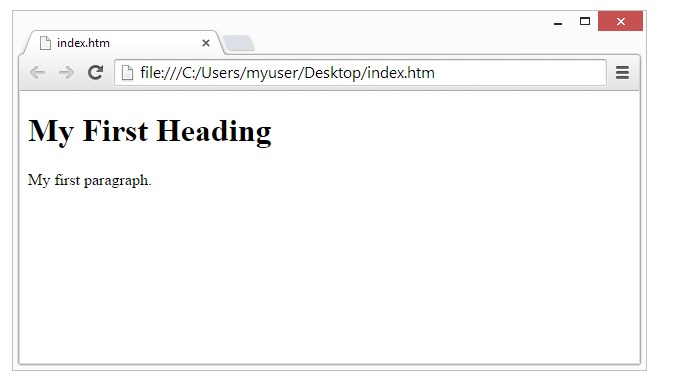 index.htm
file:///C:/Users/myuser/Desktop/index.htm
My First Heading
My first paragraph.